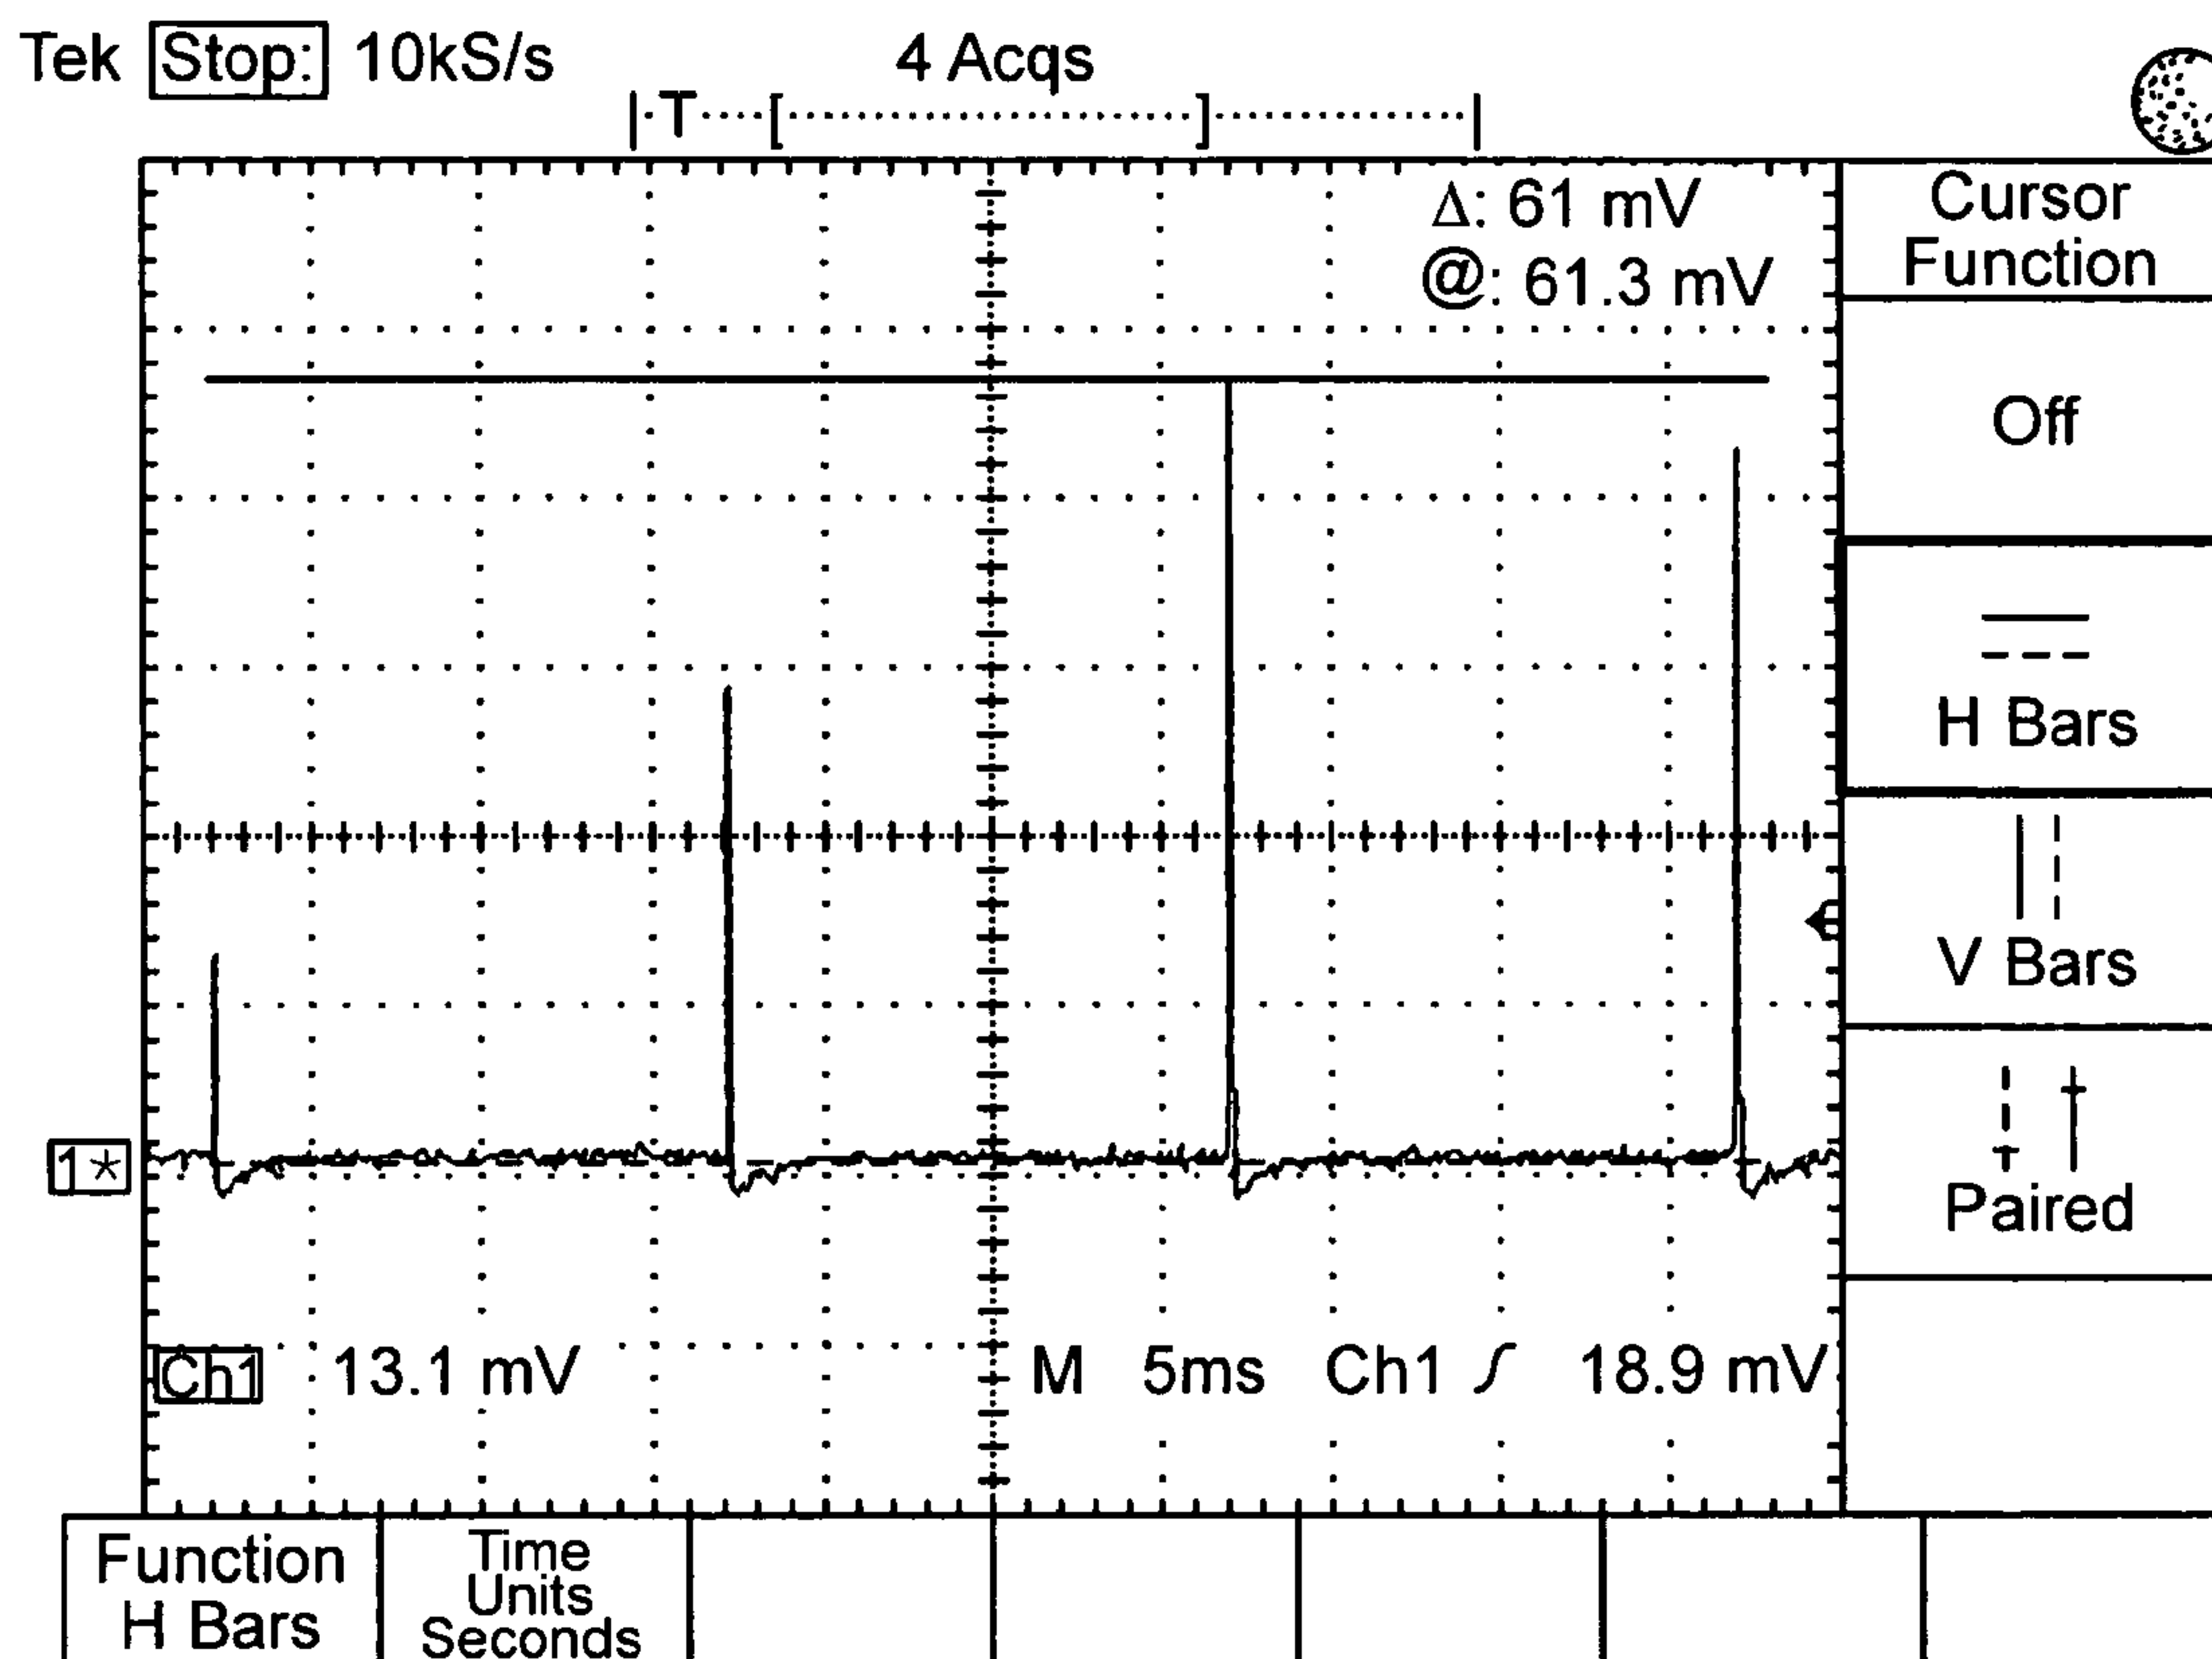 Tek Stop: 10kS/s 4 Acqs
T
Δ: 61 mV
@: 61.3 mV
Cursor
Function
Off
H Bars
V Bars
Paired
1*
Ch1 13.1 mV M 5ms Ch1 ∫ 18.9 mV
Function
H Bars
Time
Units
Seconds